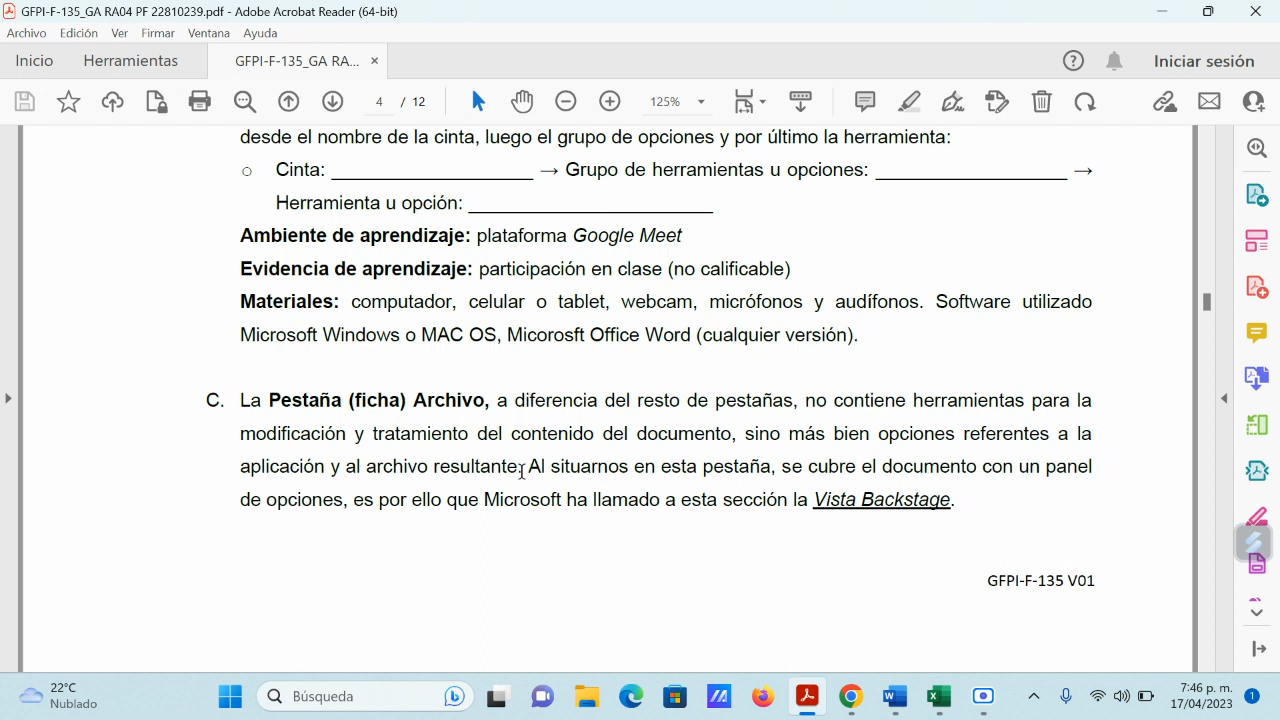 GFPI-F-135_GA RA04 PF 22810239.pdf - Adobe Acrobat Reader (64-bit)
Archivo Edición Ver Firmar Ventana Ayuda
Inicio Herramientas GFPI-F-135_GA RA... × Iniciar sesión
4 / 12 125%
desde el nombre de la cinta, luego el grupo de opciones y por último la herramienta:
○ Cinta: ___________________ → Grupo de herramientas u opciones: __________________ →
Herramienta u opción: _______________________
Ambiente de aprendizaje: plataforma Google Meet
Evidencia de aprendizaje: participación en clase (no calificable)
Materiales: computador, celular o tablet, webcam, micrófonos y audífonos. Software utilizado
Microsoft Windows o MAC OS, Micorosft Office Word (cualquier versión).
C. La Pestaña (ficha) Archivo, a diferencia del resto de pestañas, no contiene herramientas para la
modificación y tratamiento del contenido del documento, sino más bien opciones referentes a la
aplicación y al archivo resultante. Al situarnos en esta pestaña, se cubre el documento con un panel
de opciones, es por ello que Microsoft ha llamado a esta sección la Vista Backstage.
GFPI-F-135 V01
22°C
Nublado
Búsqueda
7:46 p. m.
17/04/2023
1